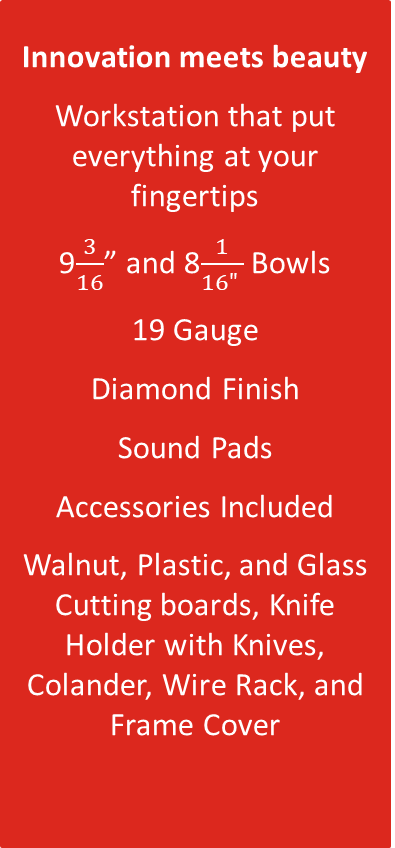 Innovation meets beauty
Workstation that put
everything at your
fingertips
9 3/16” and 8 1/16" Bowls
19 Gauge
Diamond Finish
Sound Pads
Accessories Included
Walnut, Plastic, and Glass
Cutting boards, Knife
Holder with Knives,
Colander, Wire Rack, and
Frame Cover